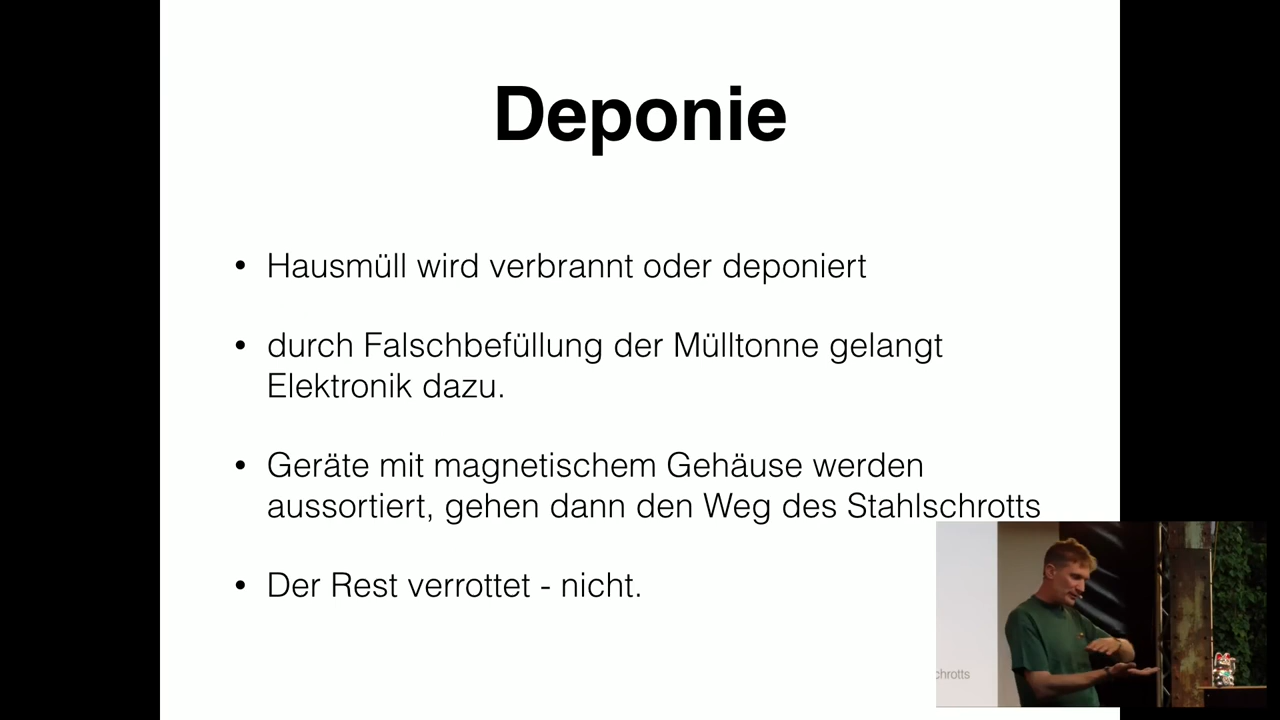 Deponie
• Hausmüll wird verbrannt oder deponiert
• durch Falschbefüllung der Mülltonne gelangt
Elektronik dazu.
• Geräte mit magnetischem Gehäuse werden
aussortiert, gehen dann den Weg des Stahlschrotts
• Der Rest verrottet - nicht.
chrotts